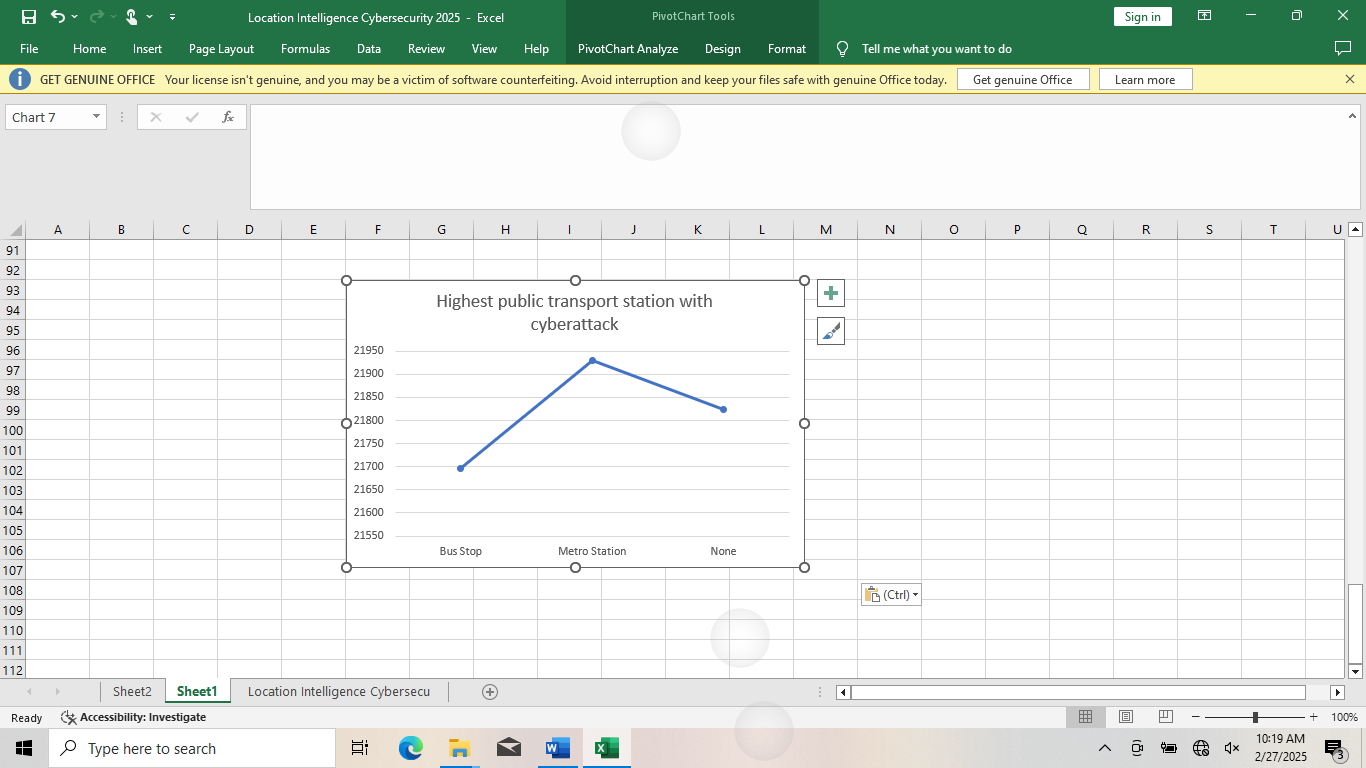 Location Intelligence Cybersecurity 2025 - Excel
PivotChart Tools
Sign in
File Home Insert Page Layout Formulas Data Review View Help PivotChart Analyze Design Format Tell me what you want to do
GET GENUINE OFFICE Your license isn't genuine, and you may be a victim of software counterfeiting. Avoid interruption and keep your files safe with genuine Office today. Get genuine Office Learn more
Chart 7 fx
A B C D E F G H I J K L M N O P Q R S T U
91
92
93
94
95
96
97
98
99
100
101
102
103
104
105
106
107
108
109
110
111
112
Highest public transport station with
cyberattack
21950
21900
21850
21800
21750
21700
21650
21600
21550
Bus Stop Metro Station None
(Ctrl)
Sheet2 Sheet1 Location Intelligence Cybersecu
Ready Accessibility: Investigate 100%
Type here to search
10:19 AM
2/27/2025
3